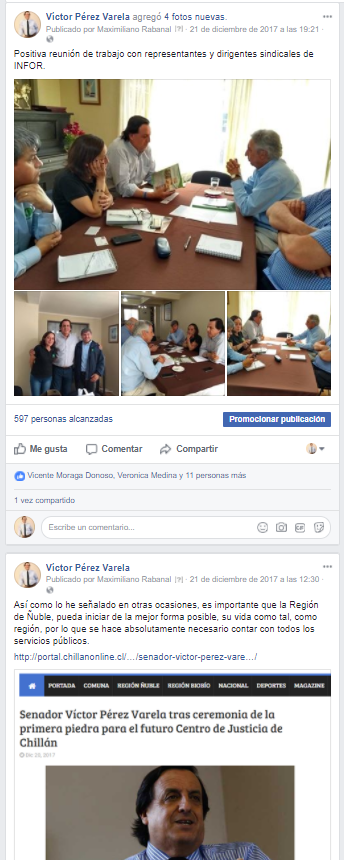 Víctor Pérez Varela agregó 4 fotos nuevas.
Publicado por Maximiliano Rabanal [?] · 21 de diciembre de 2017 a las 19:21 ·
Positiva reunión de trabajo con representantes y dirigentes sindicales de
INFOR.
597 personas alcanzadas
Promocionar publicación
Me gusta Comentar Compartir
Vicente Moraga Donoso, Veronica Medina y 11 personas más
1 vez compartido
Escribe un comentario...
Víctor Pérez Varela
Publicado por Maximiliano Rabanal [?] · 21 de diciembre de 2017 a las 12:30 ·
Así como lo he señalado en otras ocasiones, es importante que la Región
de Ñuble, pueda iniciar de la mejor forma posible, su vida como tal, como
región, por lo que se hace absolutamente necesario contar con todos los
servicios públicos.
http://portal.chillanonline.cl/…/senador-victor-perez-vare…/
PORTADA COMUNA REGIÓN ÑUBLE REGIÓN BIOBÍO NACIONAL DEPORTES MAGAZINE
Senador Víctor Pérez Varela tras ceremonia de la
primera piedra para el futuro Centro de Justicia de
Chillán